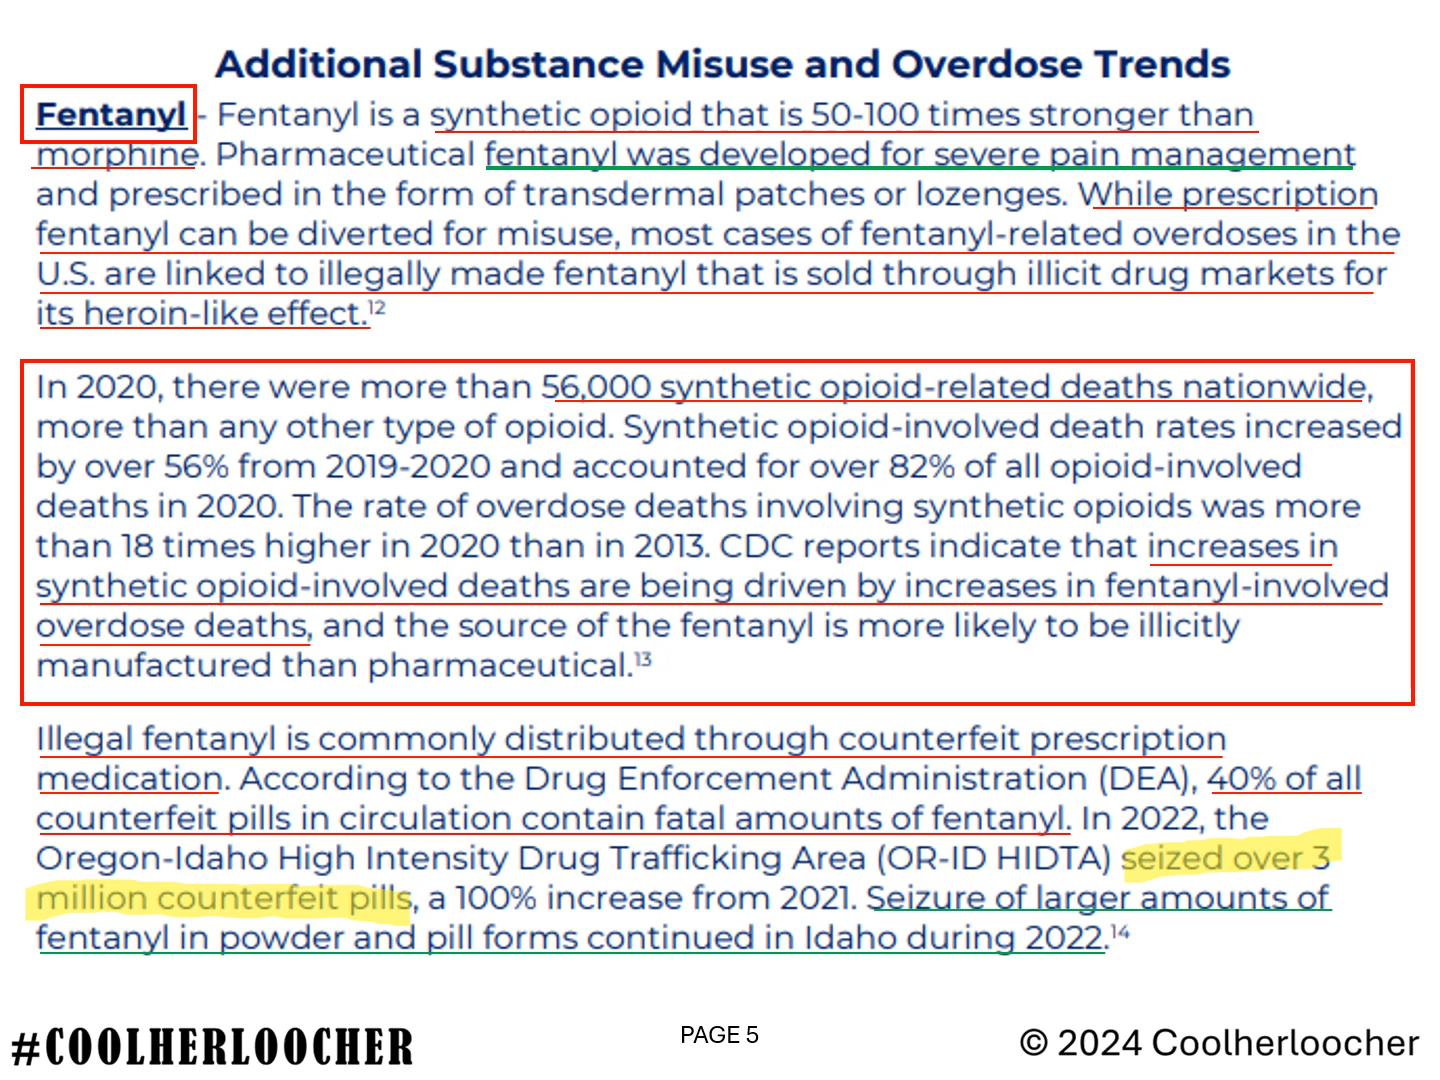 Additional Substance Misuse and Overdose Trends
Fentanyl - Fentanyl is a synthetic opioid that is 50-100 times stronger than
morphine. Pharmaceutical fentanyl was developed for severe pain management
and prescribed in the form of transdermal patches or lozenges. While prescription
fentanyl can be diverted for misuse, most cases of fentanyl-related overdoses in the
U.S. are linked to illegally made fentanyl that is sold through illicit drug markets for
its heroin-like effect.12
In 2020, there were more than 56,000 synthetic opioid-related deaths nationwide,
more than any other type of opioid. Synthetic opioid-involved death rates increased
by over 56% from 2019-2020 and accounted for over 82% of all opioid-involved
deaths in 2020. The rate of overdose deaths involving synthetic opioids was more
than 18 times higher in 2020 than in 2013. CDC reports indicate that increases in
synthetic opioid-involved deaths are being driven by increases in fentanyl-involved
overdose deaths, and the source of the fentanyl is more likely to be illicitly
manufactured than pharmaceutical.13
Illegal fentanyl is commonly distributed through counterfeit prescription
medication. According to the Drug Enforcement Administration (DEA), 40% of all
counterfeit pills in circulation contain fatal amounts of fentanyl. In 2022, the
Oregon-Idaho High Intensity Drug Trafficking Area (OR-ID HIDTA) seized over 3
million counterfeit pills, a 100% increase from 2021. Seizure of larger amounts of
fentanyl in powder and pill forms continued in Idaho during 2022.14
#COOLHERLOOCHER
PAGE 5
© 2024 Coolherloocher